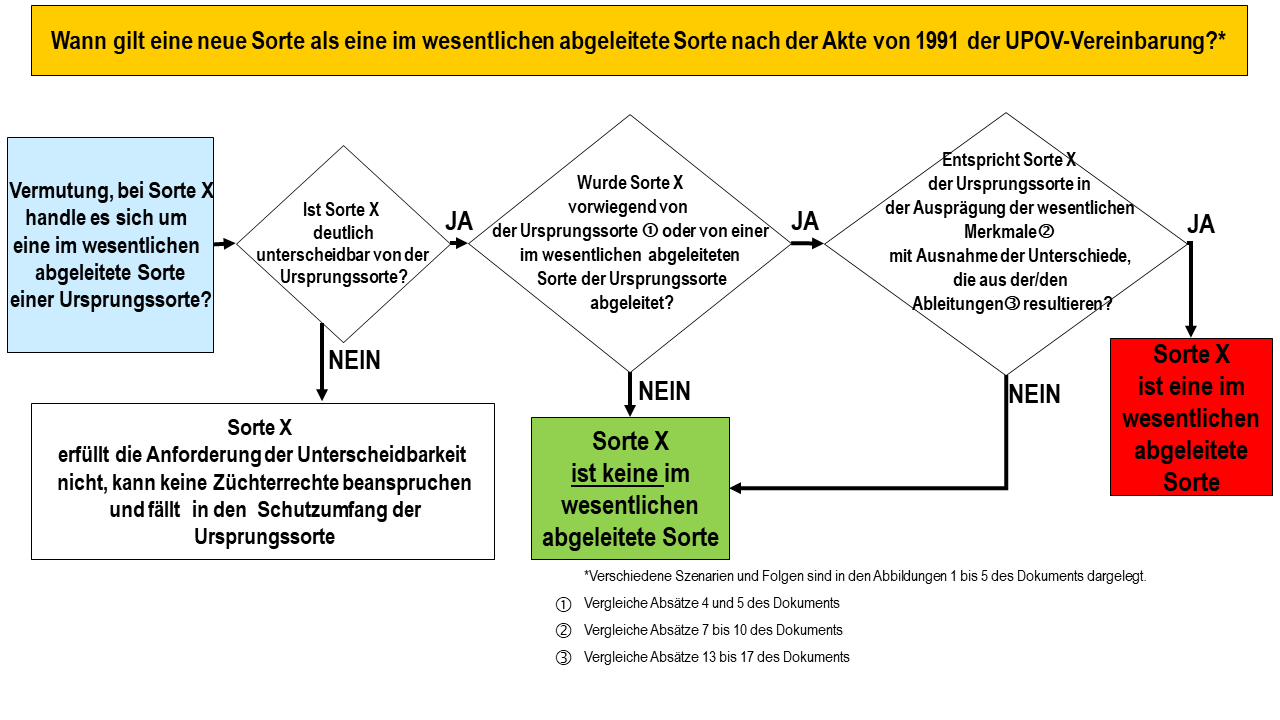 Wann gilt eine neue Sorte als eine im wesentlichen abgeleitete Sorte nach der Akte von 1991 der UPOV-Vereinbarung?*
Vermutung, bei Sorte X
handle es sich um
eine im wesentlichen
abgeleitete Sorte
einer Ursprungssorte?
Ist Sorte X
deutlich
unterscheidbar von der
Ursprungssorte?
JA
NEIN
Wurde Sorte X
vorwiegend von
der Ursprungssorte ① oder von einer
im wesentlichen abgeleiteten
Sorte der Ursprungssorte
abgeleitet?
JA
NEIN
Entspricht Sorte X
der Ursprungssorte in
der Ausprägung der wesentlichen
Merkmale②
mit Ausnahme der Unterschiede,
die aus der/den
Ableitungen③ resultieren?
JA
NEIN
Sorte X
erfüllt die Anforderung der Unterscheidbarkeit
nicht, kann keine Züchterrechte beanspruchen
und fällt in den Schutzumfang der
Ursprungssorte
Sorte X
ist keine im
wesentlichen
abgeleitete Sorte
Sorte X
ist eine im
wesentlichen
abgeleitete
Sorte
*Verschiedene Szenarien und Folgen sind in den Abbildungen 1 bis 5 des Dokuments dargelegt.
① Vergleiche Absätze 4 und 5 des Dokuments
② Vergleiche Absätze 7 bis 10 des Dokuments
③ Vergleiche Absätze 13 bis 17 des Dokuments